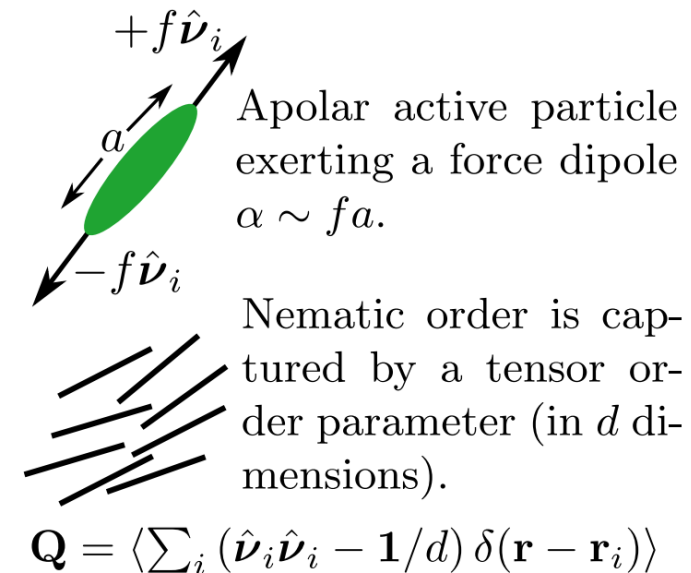 +f𝛎̂ᵢ
a
Apolar active particle
exerting a force dipole
α ∼ fa.
−f𝛎̂ᵢ
Nematic order is cap-
tured by a tensor or-
der parameter (in d di-
mensions).
𝐐 = ⟨∑ᵢ (𝛎̂ᵢ𝛎̂ᵢ − 𝟏/d) δ(𝐫 − 𝐫ᵢ)⟩